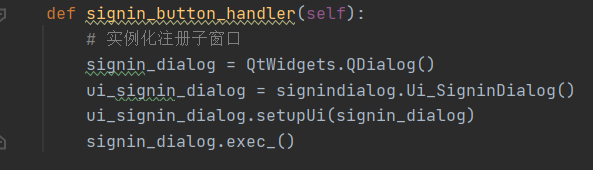 def signin_button_handler(self):
# 实例化注册子窗口
signin_dialog = QtWidgets.QDialog()
ui_signin_dialog = signindialog.Ui_SigninDialog()
ui_signin_dialog.setupUi(signin_dialog)
signin_dialog.exec_()